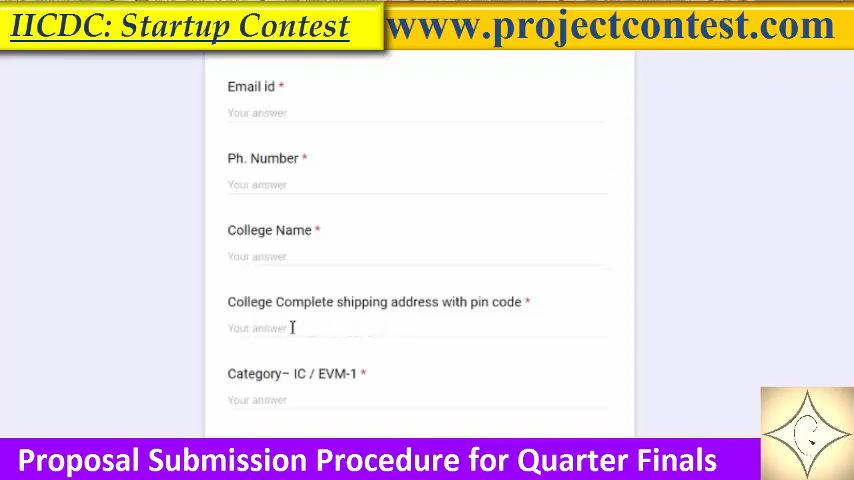 IICDC: Startup Contest
www.projectcontest.com
Email id *
Your answer
Ph. Number *
Your answer
College Name *
Your answer
College Complete shipping address with pin code *
Your answer
Category– IC / EVM-1 *
Your answer
Proposal Submission Procedure for Quarter Finals